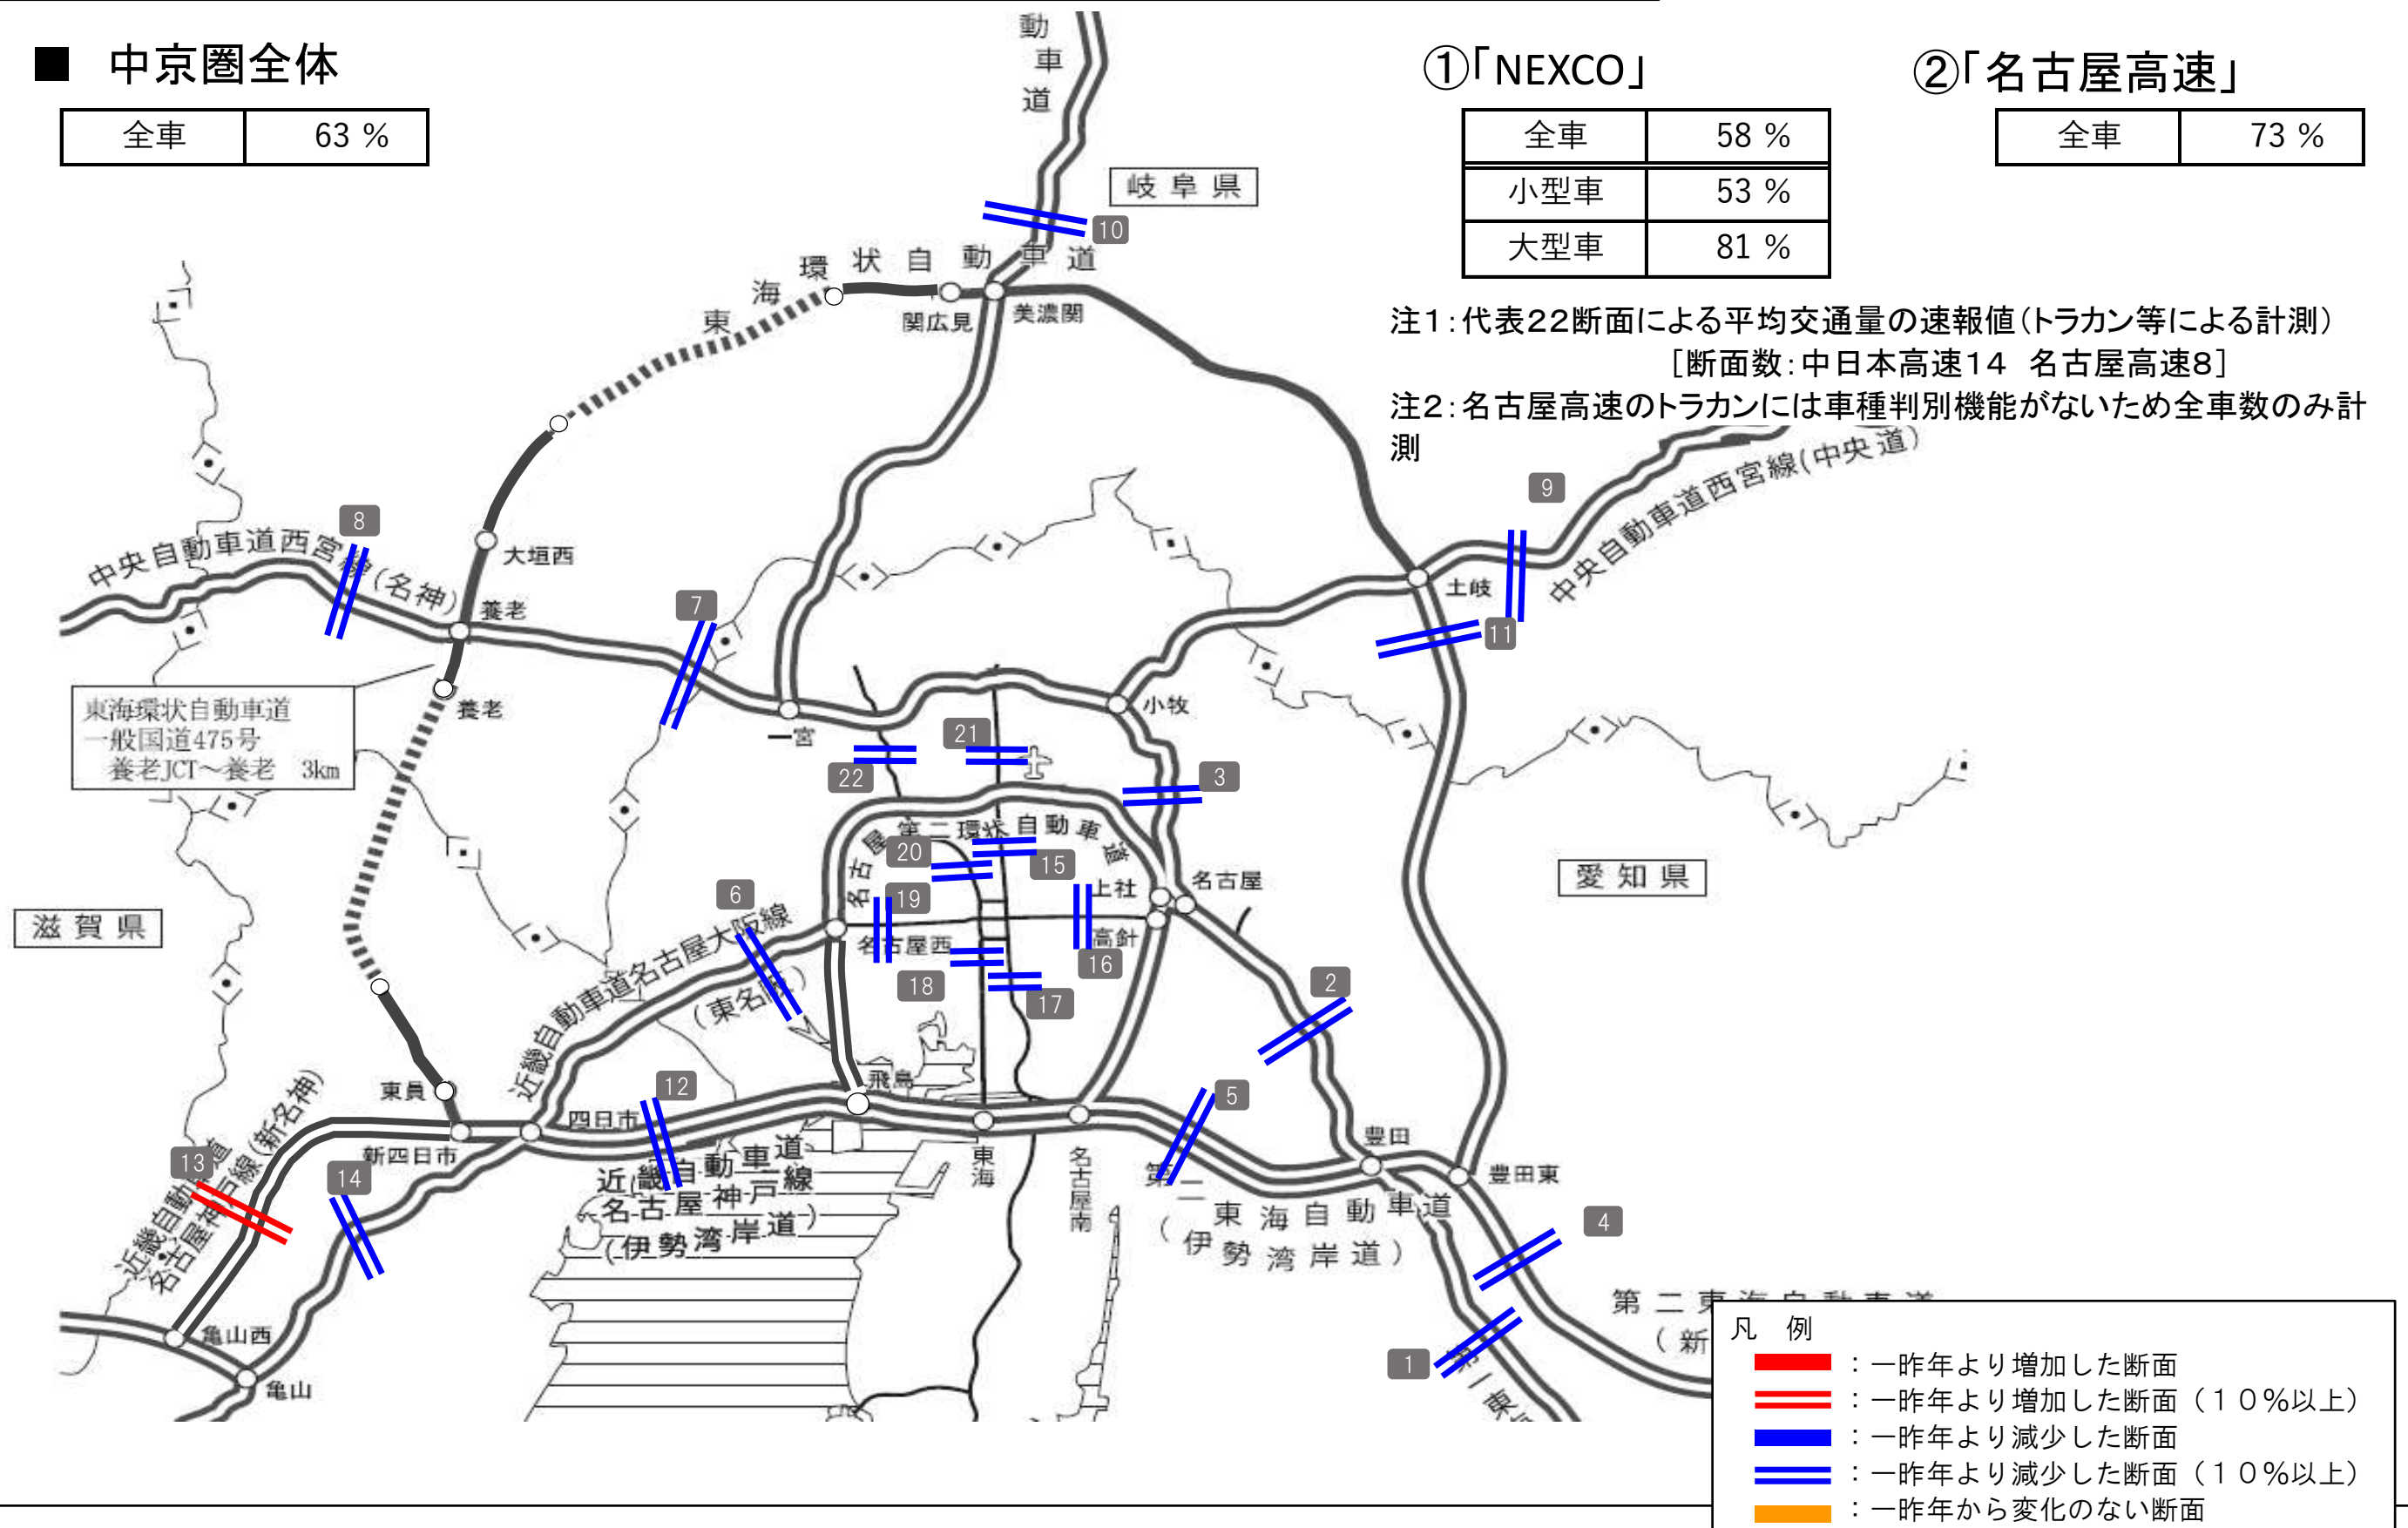 ■ 中京圏全体
全車 63 %
①「NEXCO」
全車 58 %
小型車 53 %
大型車 81 %
②「名古屋高速」
全車 73 %
注１：代表２２断面による平均交通量の速報値（トラカン等による計測）
［断面数：中日本高速１４ 名古屋高速８］
注２：名古屋高速のトラカンには車種判別機能がないため全車数のみ計
測
動車道
岐阜県
10
東海環状自動車道
関広見
美濃関
中央自動車道西宮線(中央道)
9
8
中央自動車道西宮線(名神)
大垣西
養老
7
土岐
11
東海環状自動車道
一般国道475号
養老JCT～養老 3km
養老
一宮
小牧
21
22
3
名古屋第二環状自動車道
20
15
上社
名古屋
愛知県
19
6
滋賀県
名古屋西
高針
16
18
17
2
近畿自動車道名古屋大阪線
(東名阪)
東員
飛島
12
四日市
5
新四日市
豊田
豊田東
13
14
近畿自動車道
名古屋神戸線(新名神)
近畿自動車道
名古屋神戸線
(伊勢湾岸道)
東海
名古屋南
第二東海自動車道
(伊勢湾岸道)
4
亀山西
亀山
1
第一東
第二東海自動車道
(新
凡 例
：一昨年より増加した断面
：一昨年より増加した断面（１０％以上）
：一昨年より減少した断面
：一昨年より減少した断面（１０％以上）
：一昨年から変化のない断面